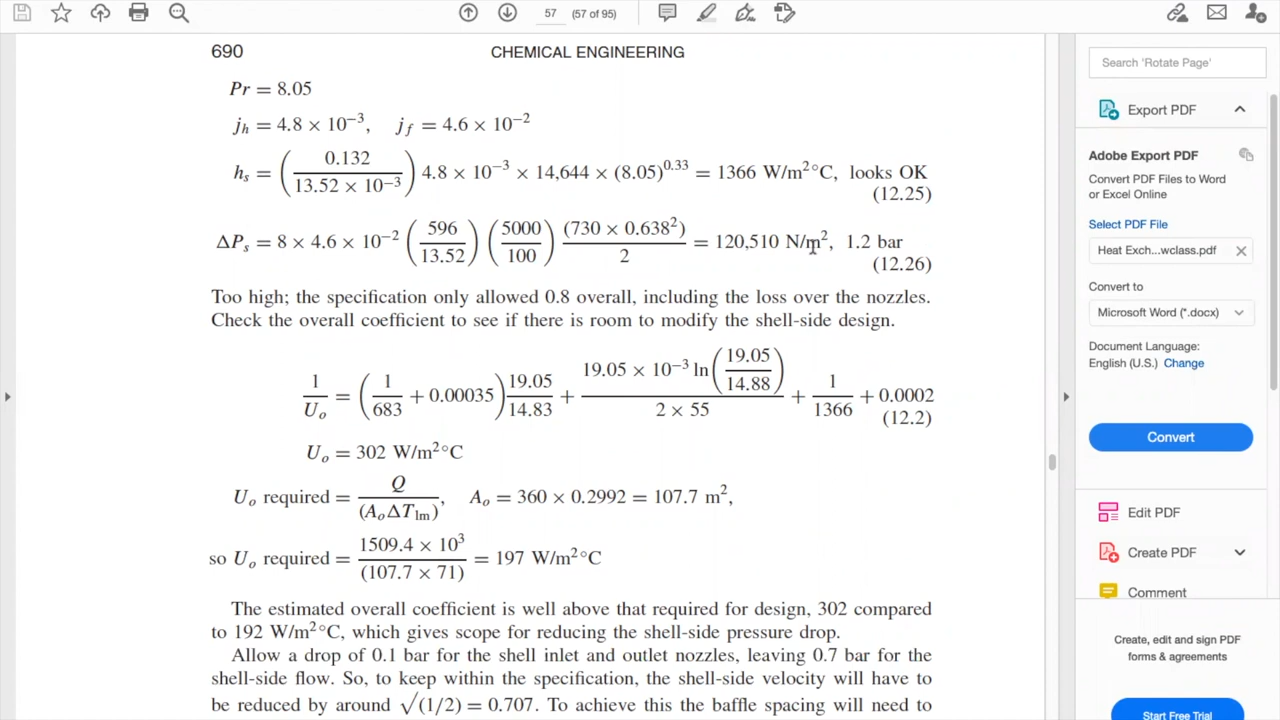 57 (57 of 95)
690 CHEMICAL ENGINEERING
Pr = 8.05
j_h = 4.8 × 10⁻³, j_f = 4.6 × 10⁻²
h_s = (0.132 / 13.52 × 10⁻³) 4.8 × 10⁻³ × 14,644 × (8.05)^0.33 = 1366 W/m²°C, looks OK
(12.25)
ΔP_s = 8 × 4.6 × 10⁻² (596 / 13.52) (5000 / 100) (730 × 0.638²) / 2 = 120,510 N/m², 1.2 bar
(12.26)
Too high; the specification only allowed 0.8 overall, including the loss over the nozzles.
Check the overall coefficient to see if there is room to modify the shell-side design.
1 / U_o = (1 / 683 + 0.00035) 19.05 / 14.83 + 19.05 × 10⁻³ ln(19.05 / 14.88) / 2 × 55 + 1 / 1366 + 0.0002
(12.2)
U_o = 302 W/m²°C
U_o required = Q / (A_o ΔT_lm), A_o = 360 × 0.2992 = 107.7 m²,
so U_o required = 1509.4 × 10³ / (107.7 × 71) = 197 W/m²°C
The estimated overall coefficient is well above that required for design, 302 compared
to 192 W/m²°C, which gives scope for reducing the shell-side pressure drop.
Allow a drop of 0.1 bar for the shell inlet and outlet nozzles, leaving 0.7 bar for the
shell-side flow. So, to keep within the specification, the shell-side velocity will have to
be reduced by around √(1/2) = 0.707. To achieve this the baffle spacing will need to
Search 'Rotate Page'
Export PDF
Adobe Export PDF
Convert PDF Files to Word
or Excel Online
Select PDF File
Heat Exch...wclass.pdf
Convert to
Microsoft Word (*.docx)
Document Language:
English (U.S.) Change
Convert
Edit PDF
Create PDF
Comment
Create, edit and sign PDF
forms & agreements
Start Free Trial